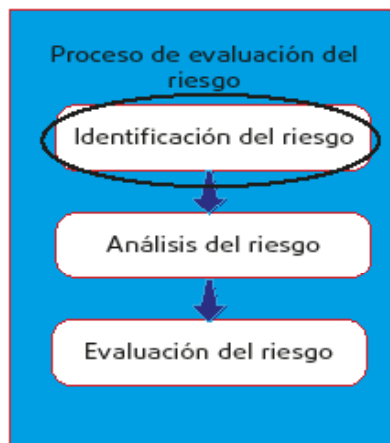 Proceso de evaluación del
riesgo
Identificación del riesgo
Análisis del riesgo
Evaluación del riesgo